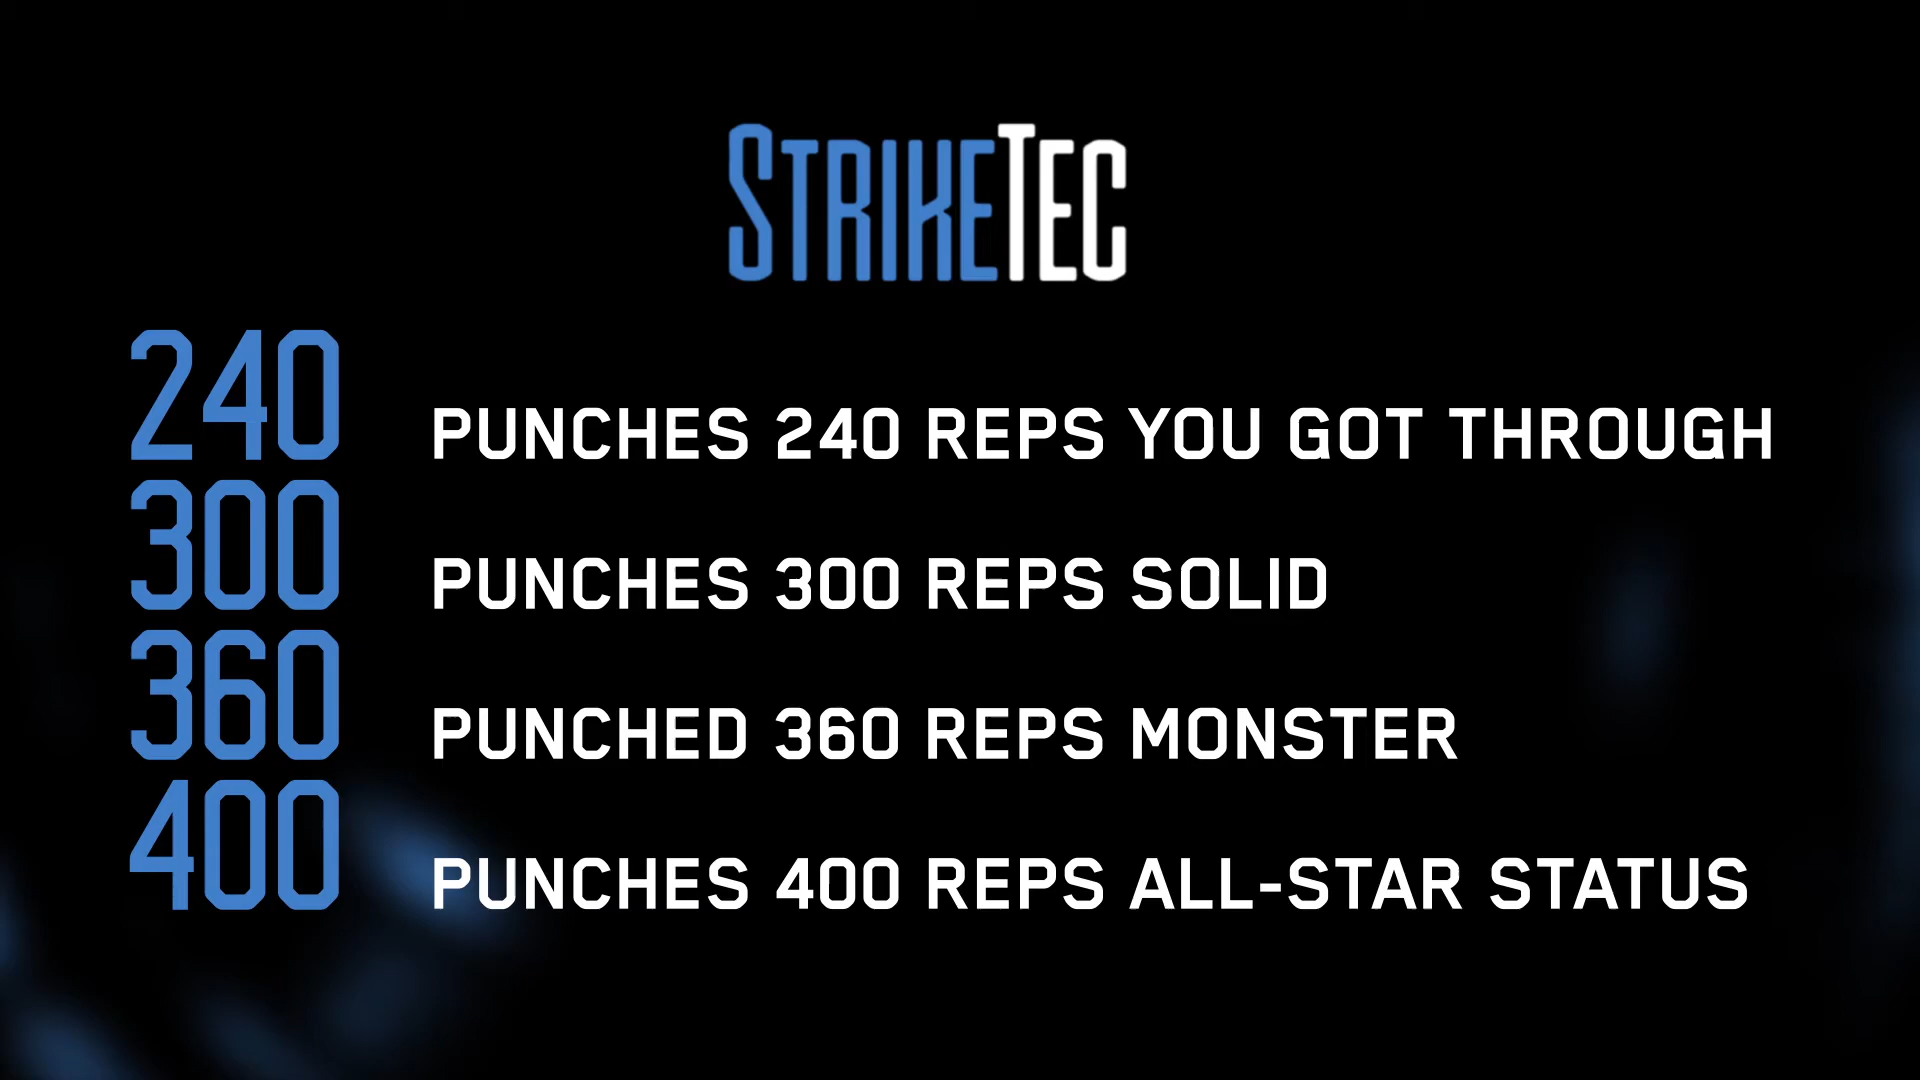 STRIKETEC
240 PUNCHES 240 REPS YOU GOT THROUGH
300 PUNCHES 300 REPS SOLID
360 PUNCHED 360 REPS MONSTER
400 PUNCHES 400 REPS ALL-STAR STATUS